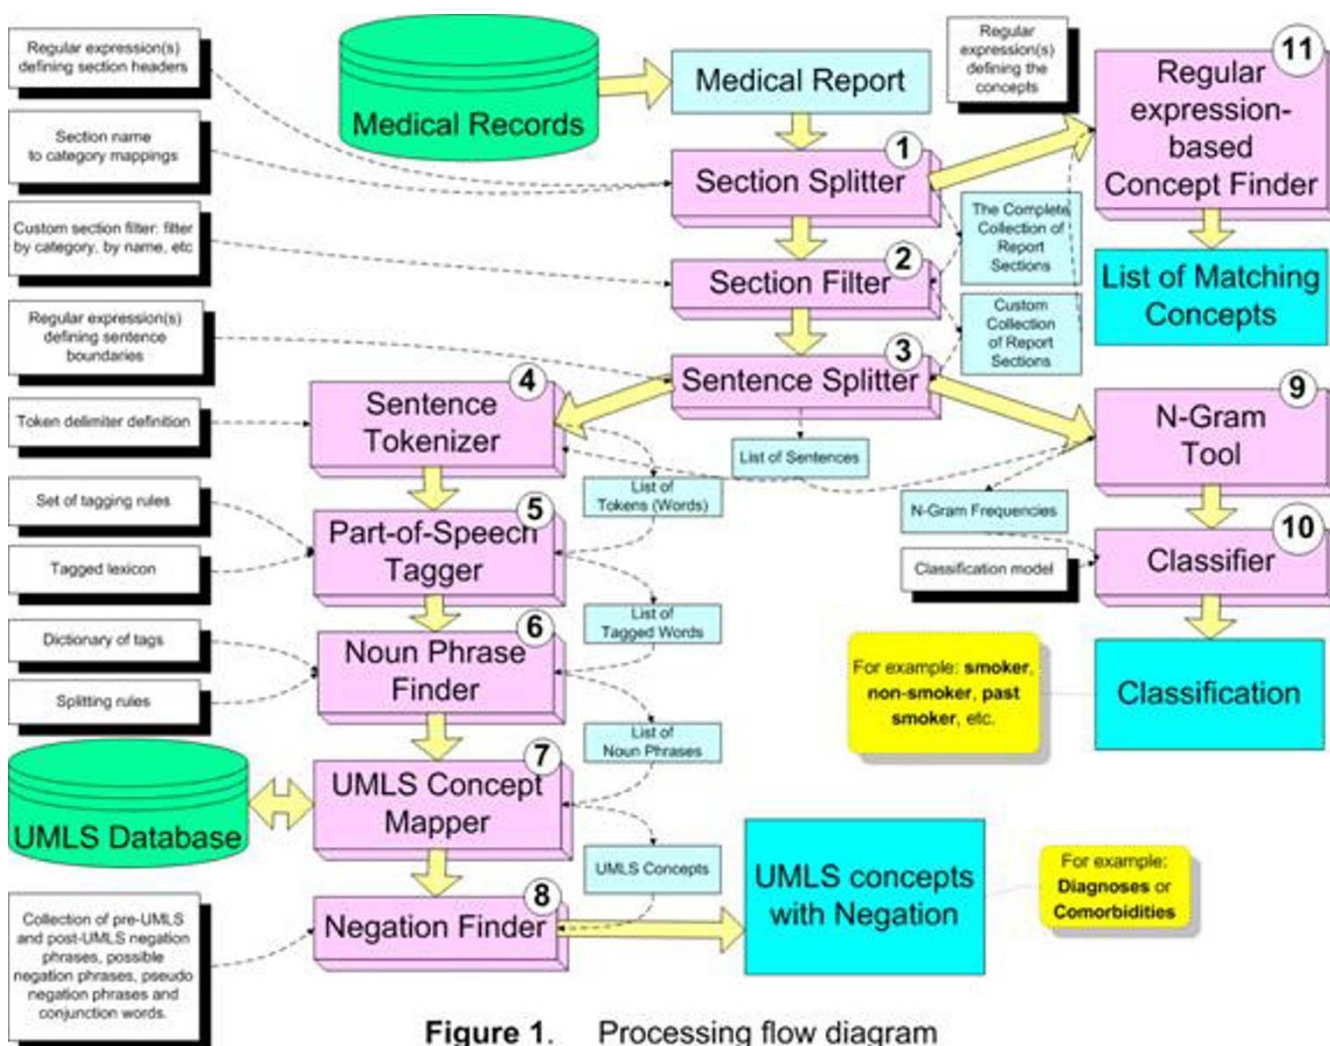 Regular expression(s)
defining section headers
Section name
to category mappings
Custom section filter: filter
by category, by name, etc
Regular expression(s)
defining sentence
boundaries
Token delimiter definition
Set of tagging rules
Tagged lexicon
Dictionary of tags
Splitting rules
UMLS Database
Collection of pre-UMLS
and post-UMLS negation
phrases, possible
negation phrases, pseudo
negation phrases and
conjunction words.
Medical Records
Medical Report
1
Section Splitter
2
Section Filter
3
Sentence Splitter
The Complete
Collection of
Report
Sections
Custom
Collection
of Report
Sections
List of Sentences
4
Sentence
Tokenizer
List of
Tokens (Words)
5
Part-of-Speech
Tagger
List of
Tagged Words
6
Noun Phrase
Finder
List of
Noun Phrases
7
UMLS Concept
Mapper
UMLS Concepts
8
Negation Finder
UMLS concepts
with Negation
For example:
Diagnoses or
Comorbidities
Regular
expression(s)
defining the
concepts
11
Regular
expression-
based
Concept Finder
List of Matching
Concepts
9
N-Gram
Tool
N-Gram Frequencies
10
Classifier
Classification model
Classification
For example: smoker,
non-smoker, past
smoker, etc.
Figure 1. Processing flow diagram